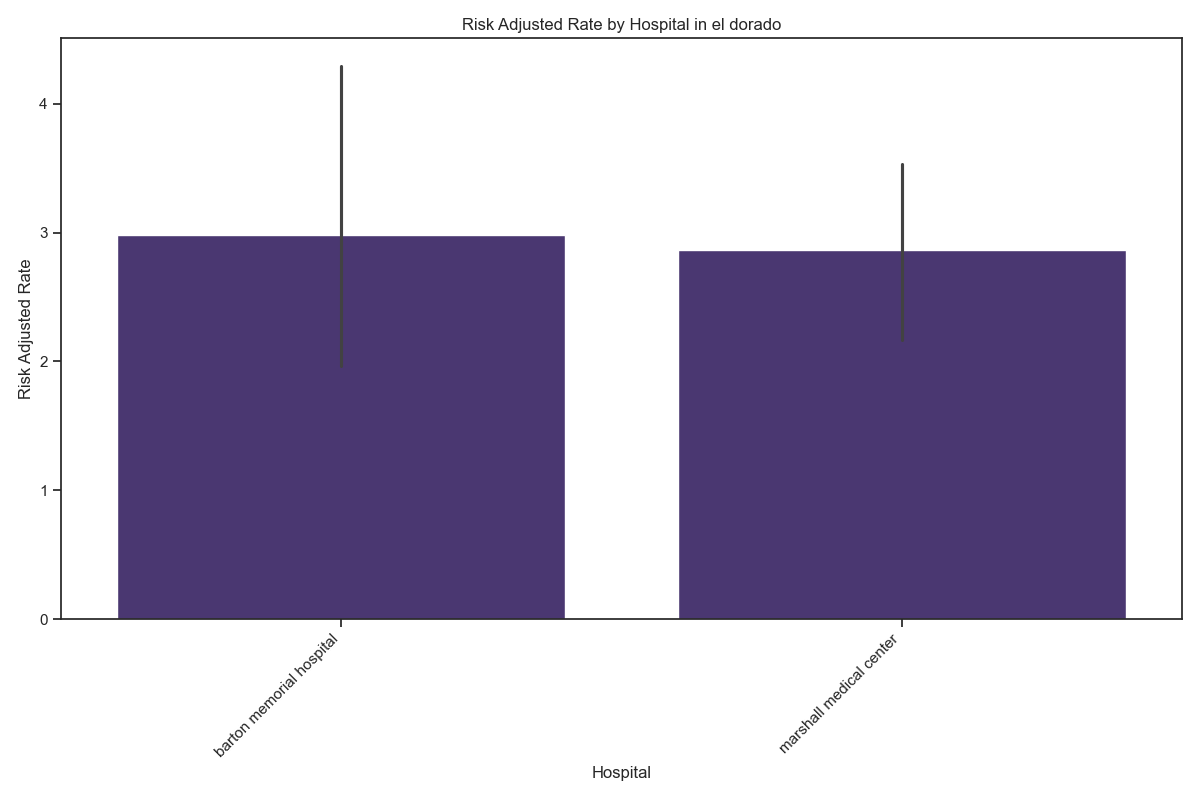 Risk Adjusted Rate by Hospital in el dorado
Risk Adjusted Rate
4
3
2
1
0
barton memorial hospital
marshall medical center
Hospital